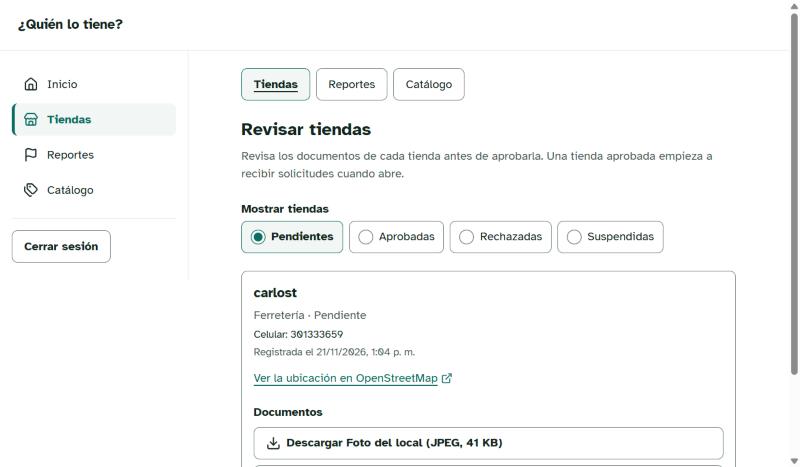 ¿Quién lo tiene?
Inicio
Tiendas
Reportes
Catálogo
Cerrar sesión
Tiendas
Reportes
Catálogo
Revisar tiendas
Revisa los documentos de cada tienda antes de aprobarla. Una tienda aprobada empieza a
recibir solicitudes cuando abre.
Mostrar tiendas
Pendientes
Aprobadas
Rechazadas
Suspendidas
carlost
Ferretería · Pendiente
Celular: 301333659
Registrada el 21/11/2026, 1:04 p. m.
Ver la ubicación en OpenStreetMap
Documentos
Descargar Foto del local (JPEG, 41 KB)